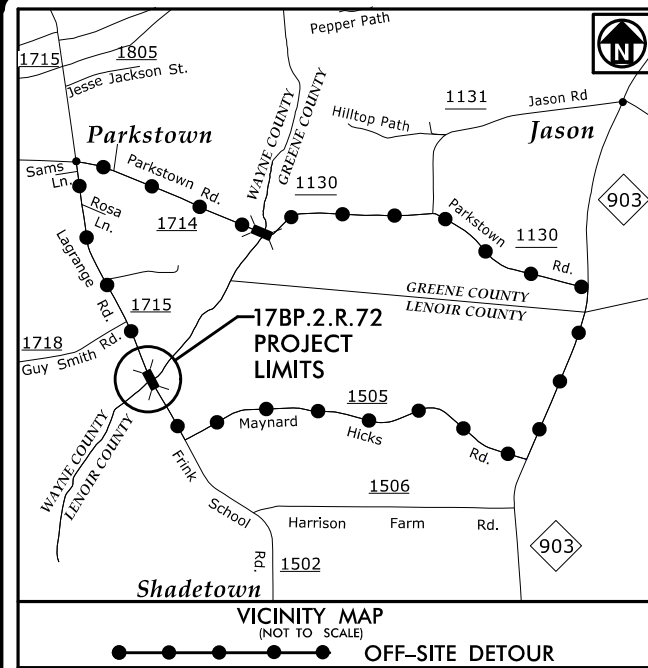 Pepper Path
1715
1805
Jesse Jackson St.
N
1131
Jason Rd
Hilltop Path
Jason
Parkstown
WAYNE COUNTY
GREENE COUNTY
Sams
Ln.
Parkstown Rd.
1130
903
Rosa
Ln.
1714
Parkstown
1130
Rd.
Lagrange
Rd.
GREENE COUNTY
LENOIR COUNTY
1715
17BP.2.R.72
PROJECT
LIMITS
1718
Guy Smith Rd.
1505
Maynard
Hicks
Rd.
WAYNE COUNTY
LENOIR COUNTY
Frink
School
Rd.
1506
Harrison Farm Rd.
903
1502
Shadetown
VICINITY MAP
(NOT TO SCALE)
OFF-SITE DETOUR